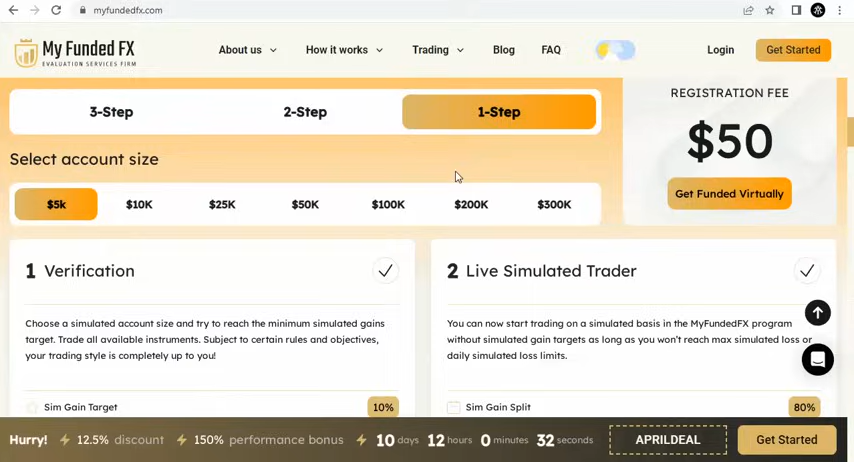 myfundedfx.com
My Funded FX
EVALUATION SERVICES FIRM
About us
How it works
Trading
Blog
FAQ
Login
Get Started
3-Step
2-Step
1-Step
REGISTRATION FEE
$50
Get Funded Virtually
Select account size
$5k
$10K
$25K
$50K
$100K
$200K
$300K
1 Verification
Choose a simulated account size and try to reach the minimum simulated gains
target. Trade all available instruments. Subject to certain rules and objectives,
your trading style is completely up to you!
Sim Gain Target
10%
2 Live Simulated Trader
You can now start trading on a simulated basis in the MyFundedFX program
without simulated gain targets as long as you won't reach max simulated loss or
daily simulated loss limits.
Sim Gain Split
80%
Hurry! 12.5% discount 150% performance bonus 10 days 12 hours 0 minutes 32 seconds
APRILDEAL
Get Started